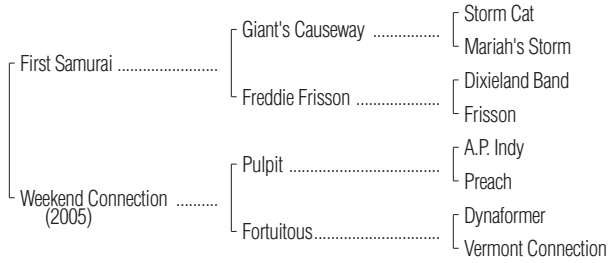 Storm Cat
Giant's Causeway ................
Mariah's Storm
First Samurai ........................
Dixieland Band
Freddie Frisson ....................
Frisson
A.P. Indy
Pulpit ....................................
Preach
Weekend Connection ..........
(2005)
Dynaformer
Fortuitous..............................
Vermont Connection